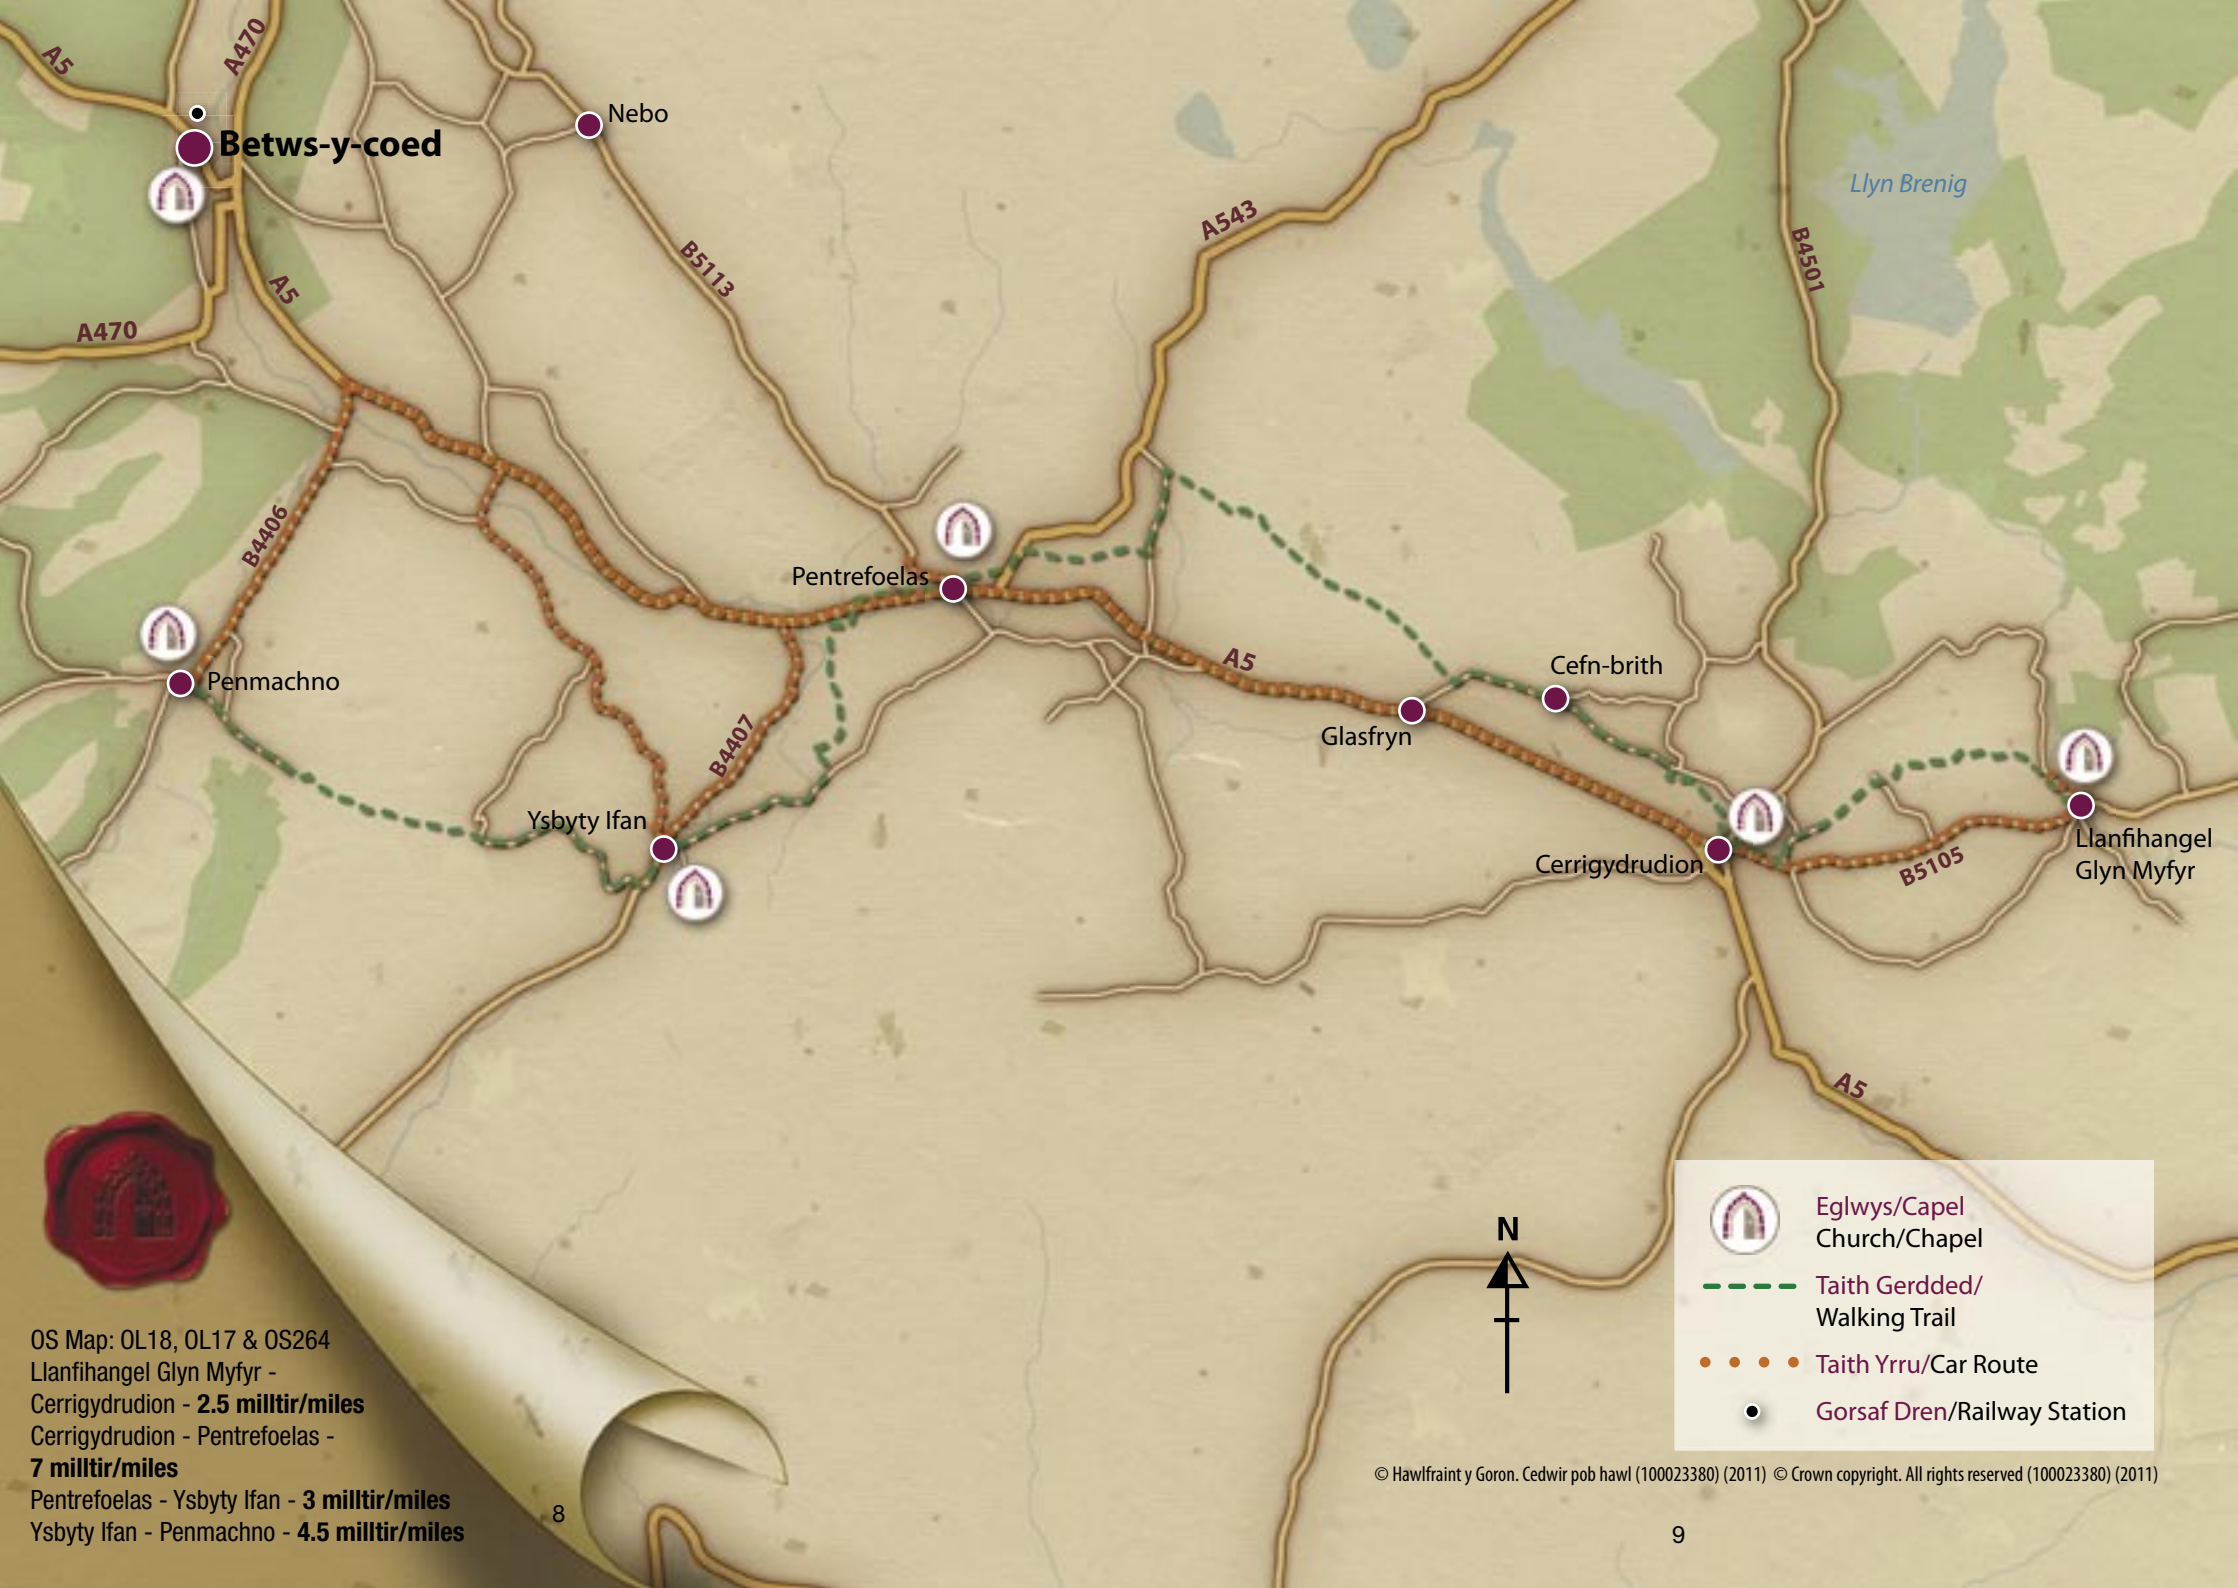 A5
A470
Nebo
Betws-y-coed
Llyn Brenig
A543
B4501
B5113
A5
A470
B4406
Pentrefoelas
A5
Cefn-brith
Penmachno
Glasfryn
B4407
Ysbyty Ifan
Cerrigydrudion
B5105
Llanfihangel
Glyn Myfyr
A5
N
Eglwys/Capel
Church/Chapel
Taith Gerdded/
Walking Trail
Taith Yrru/Car Route
Gorsaf Dren/Railway Station
OS Map: OL18, OL17 & OS264
Llanfihangel Glyn Myfyr -
Cerrigydrudion - 2.5 milltir/miles
Cerrigydrudion - Pentrefoelas -
7 milltir/miles
Pentrefoelas - Ysbyty Ifan - 3 milltir/miles
Ysbyty Ifan - Penmachno - 4.5 milltir/miles
8
© Hawlfraint y Goron. Cedwir pob hawl (100023380) (2011) © Crown copyright. All rights reserved (100023380) (2011)
9